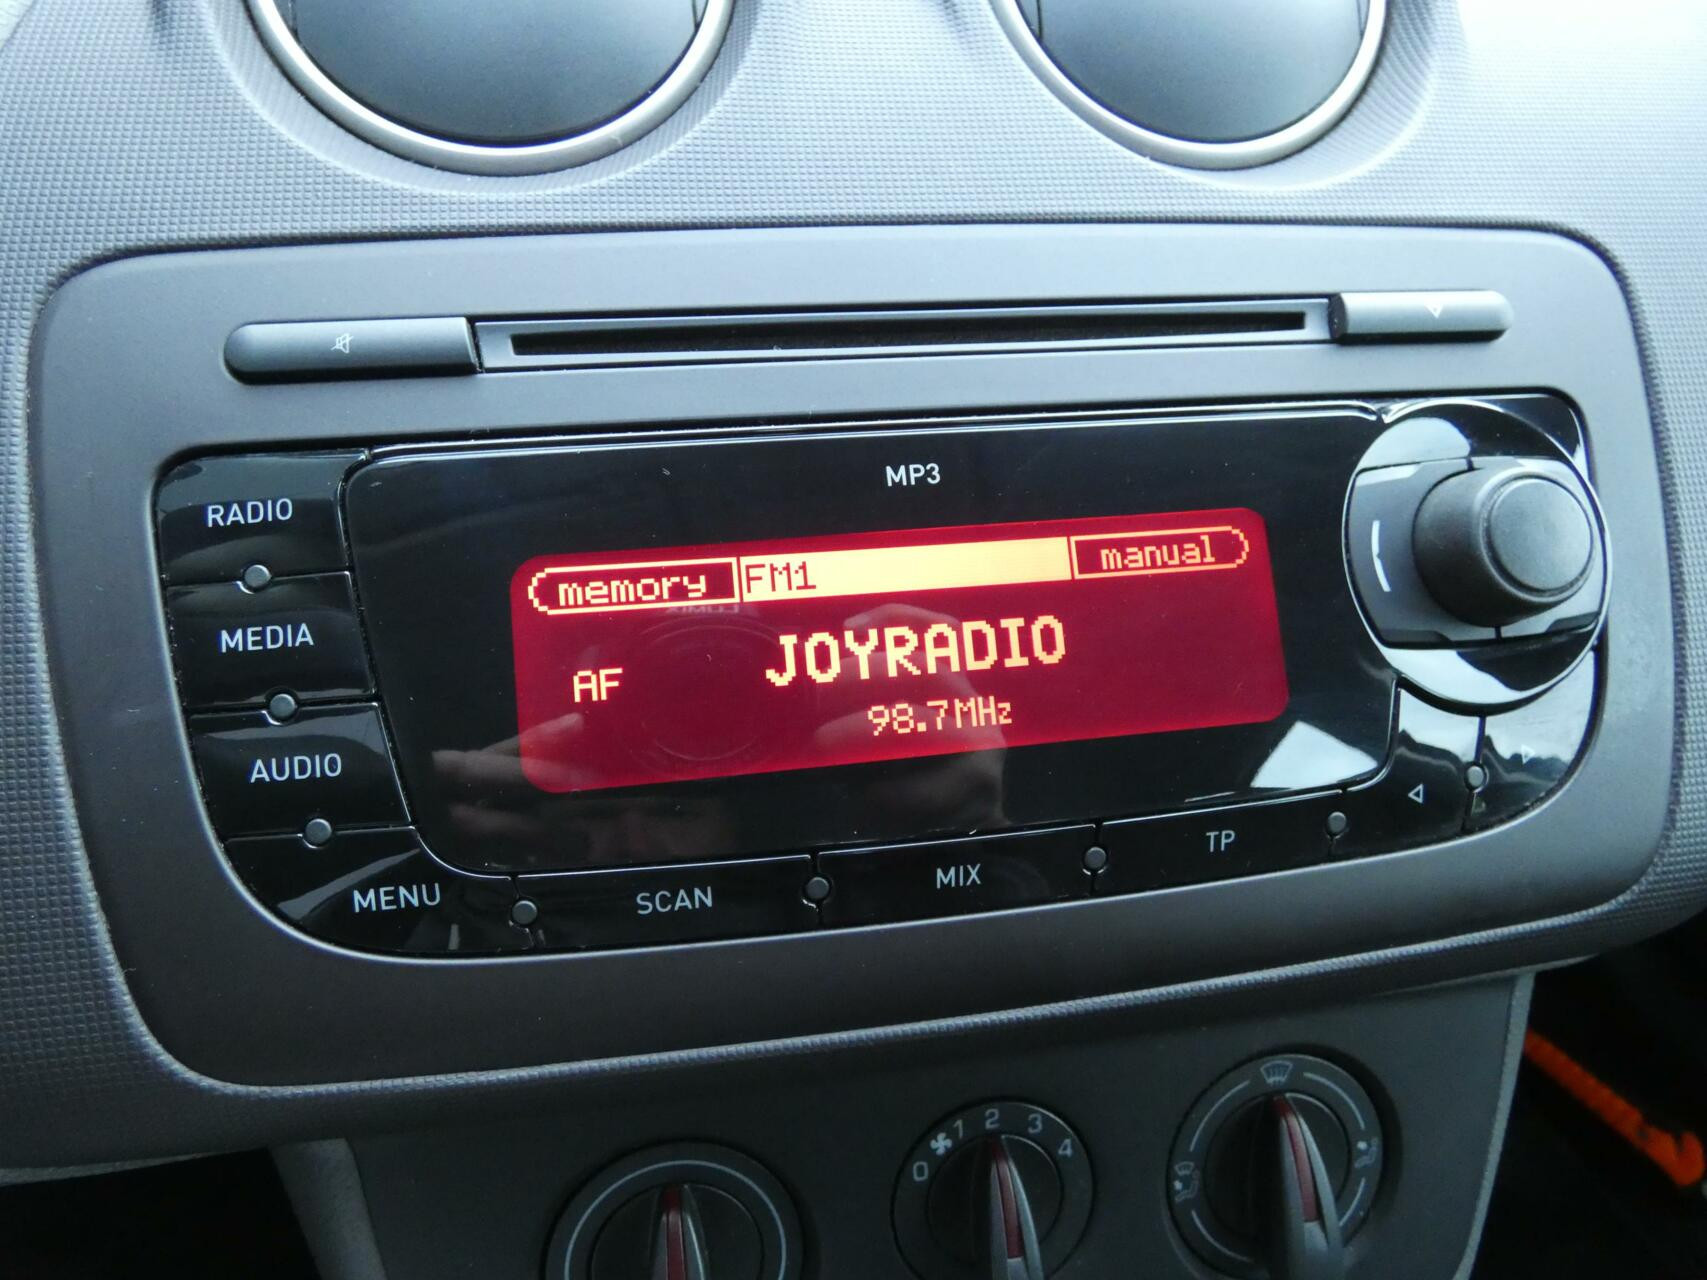 MP3
RADIO
memory FM1 manual
MEDIA
JOYRADIO
AF
98.7MHz
AUDIO
MENU SCAN MIX TP
0 1 2 3 4